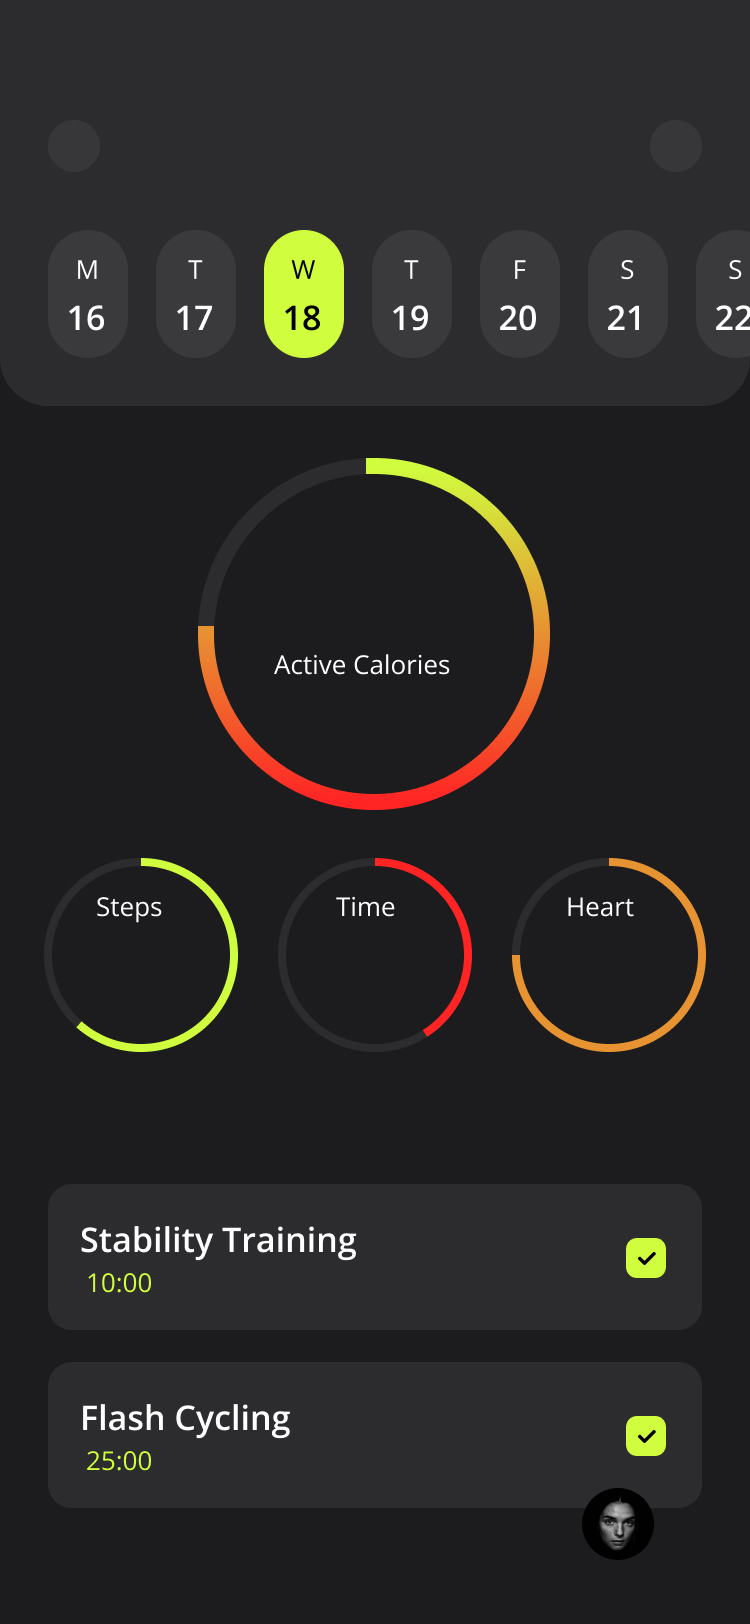 M T W T F S S
16 17 18 19 20 21 22
Active Calories
Steps Time Heart
Stability Training
10:00
Flash Cycling
25:00